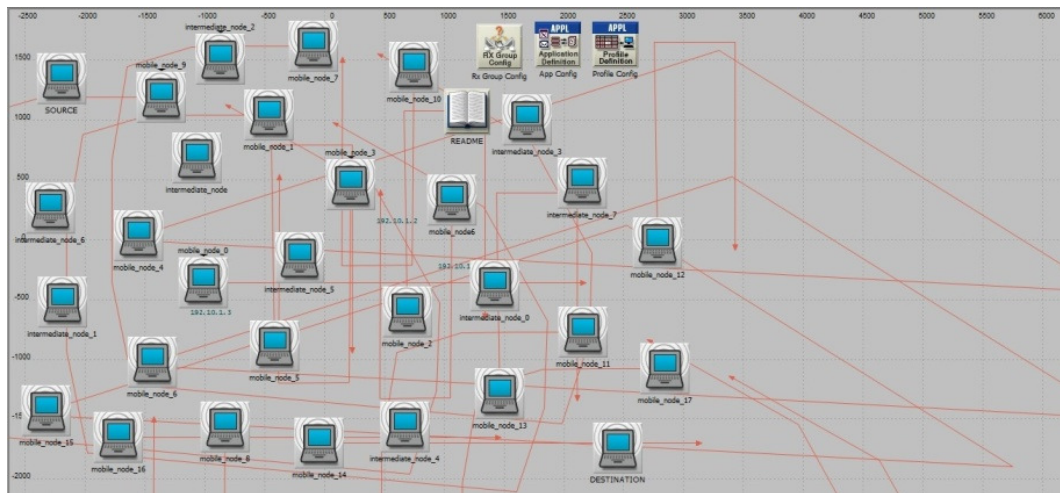 -2500 -2000 -1500 -1000 -500 0 500 1000 1500 2000 2500 3000 3500 4000 4500 5000 5500 6000
intermediate_node_2
1500
mobile_node_9
mobile_node_7
RX Group Config
APPL
Application Definition
APPL
Profile Definition
Rx Group Config
App Config
Profile Config
SOURCE
mobile_node_10
1000
mobile_node_1
README
intermediate_node_3
mobile_node_3
intermediate_node
500
intermediate_node_7
192.10.1.2
mobile_node6
intermediate_node_6
0
mobile_node_4
mobile_node_0
192.10.1
mobile_node_12
intermediate_node_5
-500
192.10.1.3
intermediate_node_1
intermediate_node_0
mobile_node_2
-1000
mobile_node_11
mobile_node_5
mobile_node_6
mobile_node_17
mobile_node_13
mobile_node_15
mobile_node_8
mobile_node_16
mobile_node_14
intermediate_node_4
-2000
DESTINATION